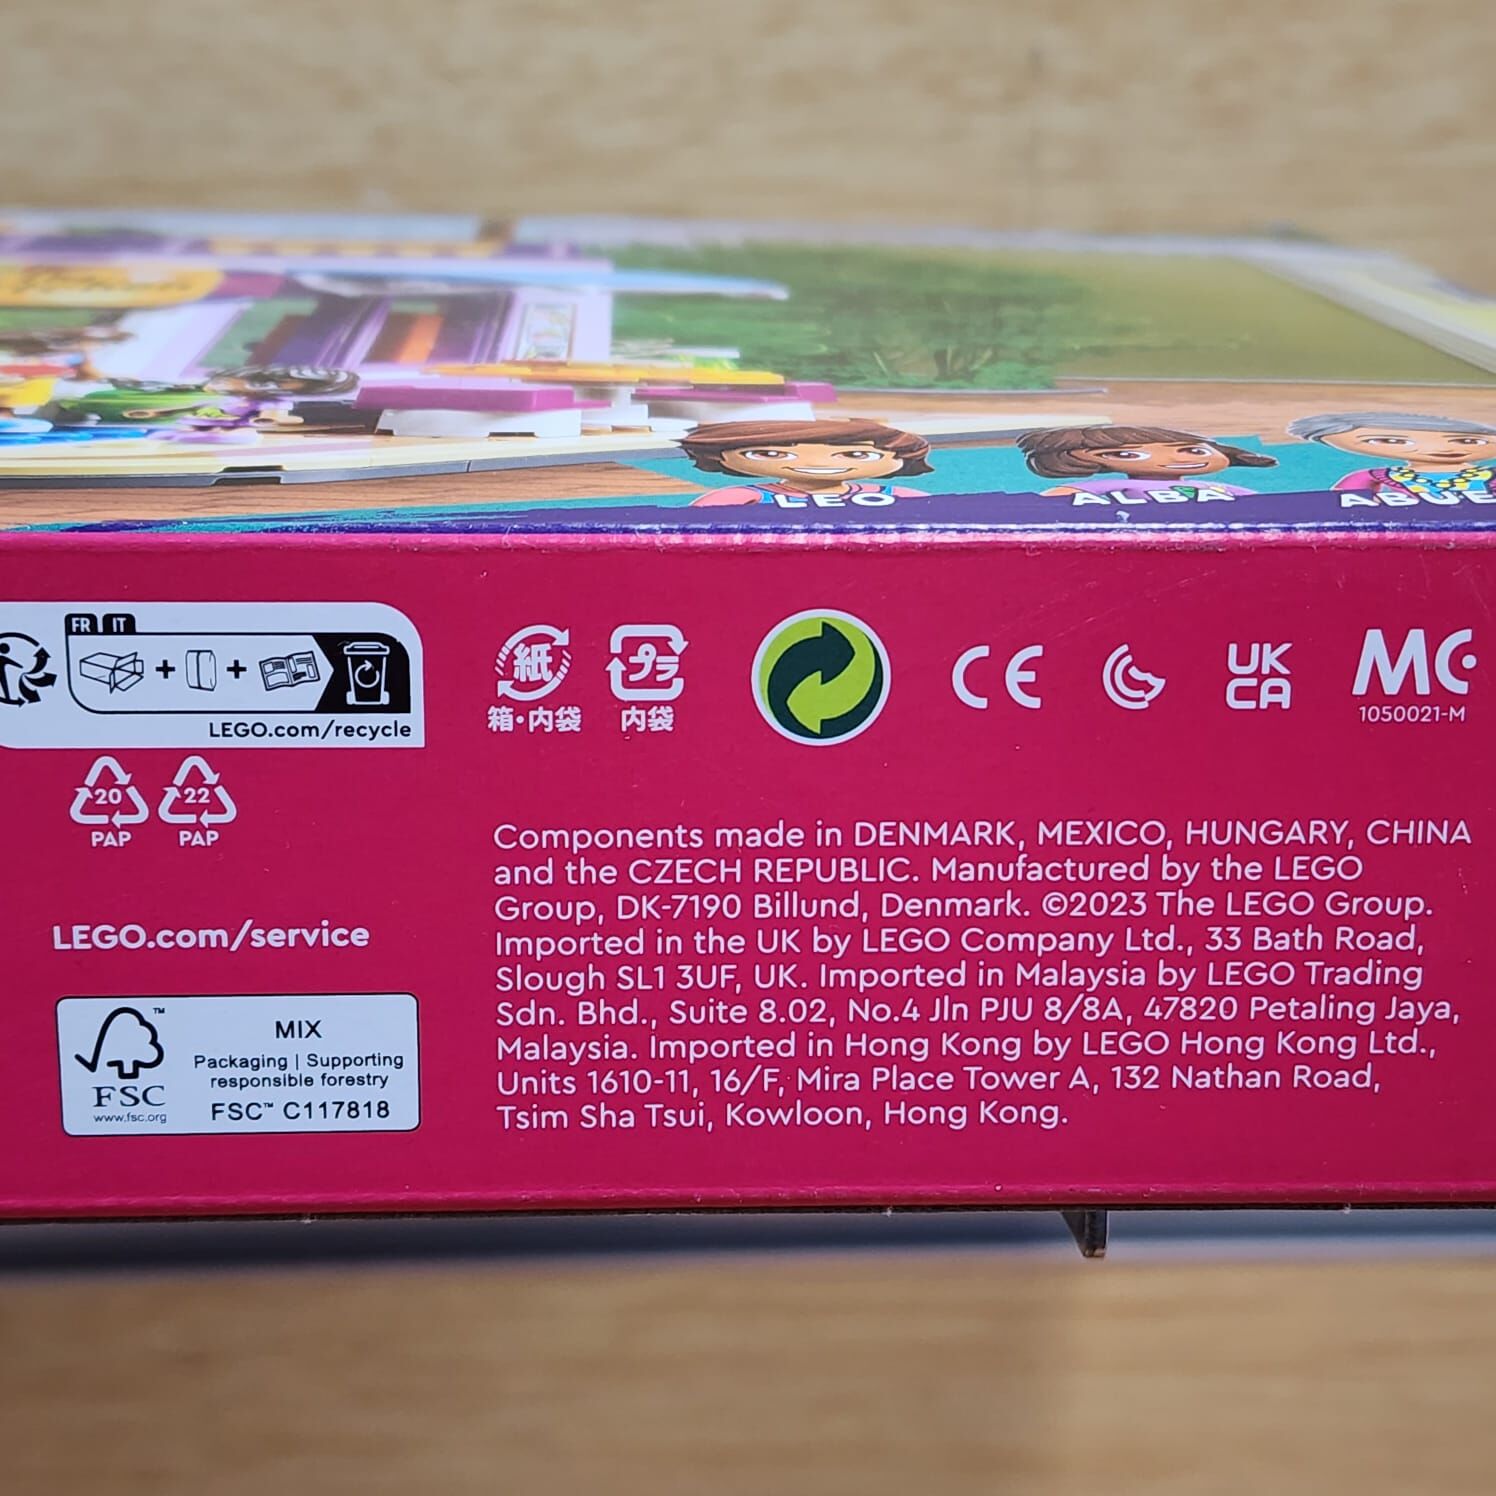 LEO
ALBA
ABUE
FR IT
LEGO.com/recycle
紙
箱・内袋
プラ
内袋
CE
UK
CA
MC
1050021-M
20
PAP
22
PAP
LEGO.com/service
FSC
www.fsc.org
MIX
Packaging | Supporting
responsible forestry
FSC™ C117818
Components made in DENMARK, MEXICO, HUNGARY, CHINA
and the CZECH REPUBLIC. Manufactured by the LEGO
Group, DK-7190 Billund, Denmark. ©2023 The LEGO Group.
Imported in the UK by LEGO Company Ltd., 33 Bath Road,
Slough SL1 3UF, UK. Imported in Malaysia by LEGO Trading
Sdn. Bhd., Suite 8.02, No.4 Jln PJU 8/8A, 47820 Petaling Jaya,
Malaysia. Imported in Hong Kong by LEGO Hong Kong Ltd.,
Units 1610-11, 16/F, Mira Place Tower A, 132 Nathan Road,
Tsim Sha Tsui, Kowloon, Hong Kong.